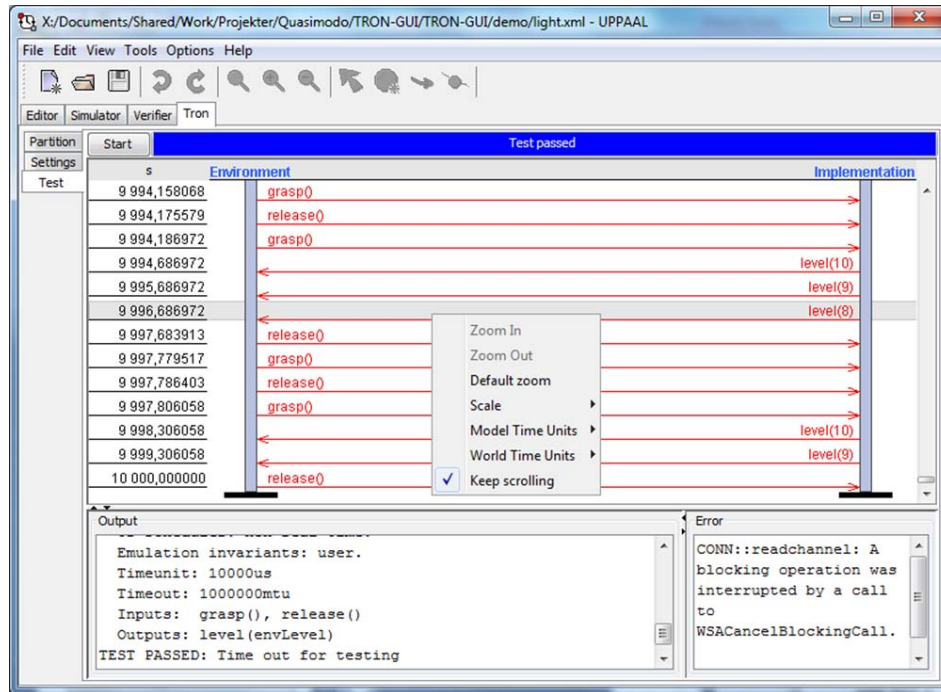 X:/Documents/Shared/Work/Projekter/Quasimodo/TRON-GUI/TRON-GUI/demo/light.xml - UPPAAL
File Edit View Tools Options Help
Editor Simulator Verifier Tron
Partition
Settings
Test
Start Test passed
s Environment Implementation
9 994,158068 grasp()
9 994,175579 release()
9 994,186972 grasp()
9 994,686972 level(10)
9 995,686972 level(9)
9 996,686972 level(8)
9 997,683913 release()
9 997,779517 grasp()
9 997,786403 release()
9 997,806058 grasp()
9 998,306058 level(10)
9 999,306058 level(9)
10 000,000000 release()
Zoom In
Zoom Out
Default zoom
Scale
Model Time Units
World Time Units
Keep scrolling
Output
Emulation invariants: user.
Timeunit: 10000us
Timeout: 1000000mtu
Inputs: grasp(), release()
Outputs: level(envLevel)
TEST PASSED: Time out for testing
Error
CONN::readchannel: A
blocking operation was
interrupted by a call
to
WSACancelBlockingCall.